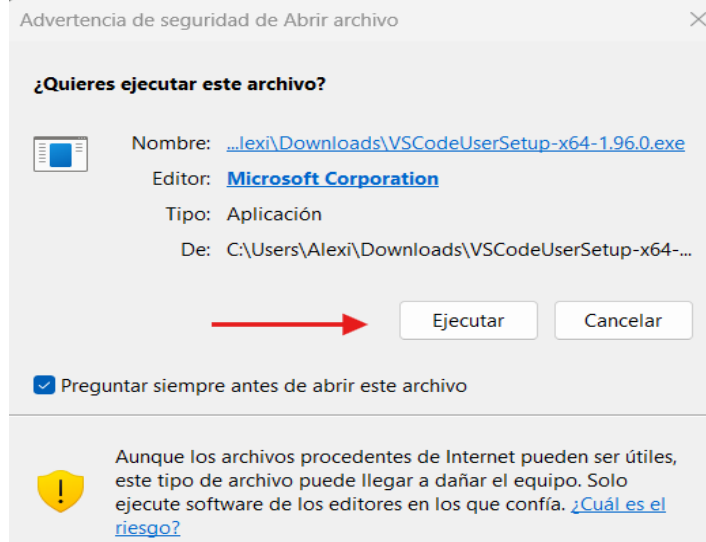 Advertencia de seguridad de Abrir archivo
¿Quieres ejecutar este archivo?
Nombre: ...lexi\Downloads\VSCodeUserSetup-x64-1.96.0.exe
Editor: Microsoft Corporation
Tipo: Aplicación
De: C:\Users\Alexi\Downloads\VSCodeUserSetup-x64-...
Ejecutar Cancelar
Preguntar siempre antes de abrir este archivo
Aunque los archivos procedentes de Internet pueden ser útiles,
este tipo de archivo puede llegar a dañar el equipo. Solo
ejecute software de los editores en los que confía. ¿Cuál es el
riesgo?